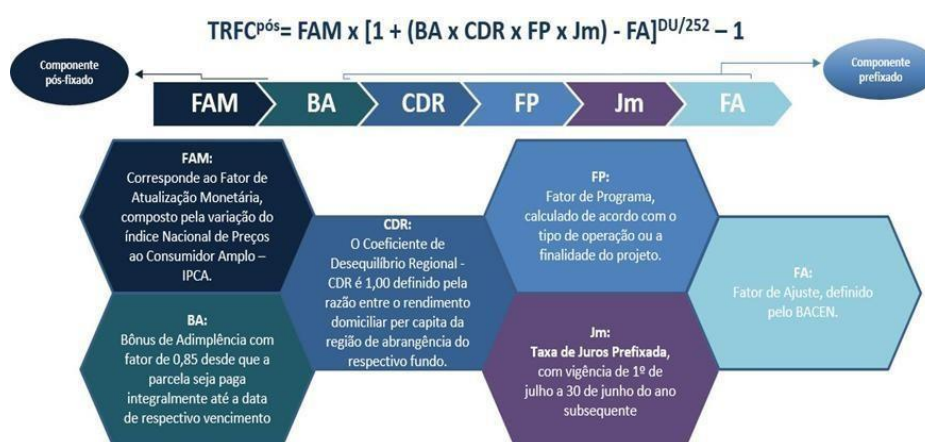 TRFCᵖᵒ́ˢ= FAM x [1 + (BA x CDR x FP x Jm) - FA]ᴰᵁ/²⁵² – 1
Componente
pós-fixado
Componente
prefixado
FAM
BA
CDR
FP
Jm
FA
FAM:
Corresponde ao Fator de
Atualização Monetária,
composto pela variação do
índice Nacional de Preços
ao Consumidor Amplo –
IPCA.
BA:
Bônus de Adimplência com
fator de 0,85 desde que a
parcela seja paga
integralmente até a data
de respectivo vencimento
CDR:
O Coeficiente de
Desequilíbrio Regional -
CDR é 1,00 definido pela
razão entre o rendimento
domiciliar per capita da
região de abrangência do
respectivo fundo.
FP:
Fator de Programa,
calculado de acordo com o
tipo de operação ou a
finalidade do projeto.
Jm:
Taxa de Juros Prefixada,
com vigência de 1º de
julho a 30 de junho do ano
subsequente
FA:
Fator de Ajuste, definido
pelo BACEN.